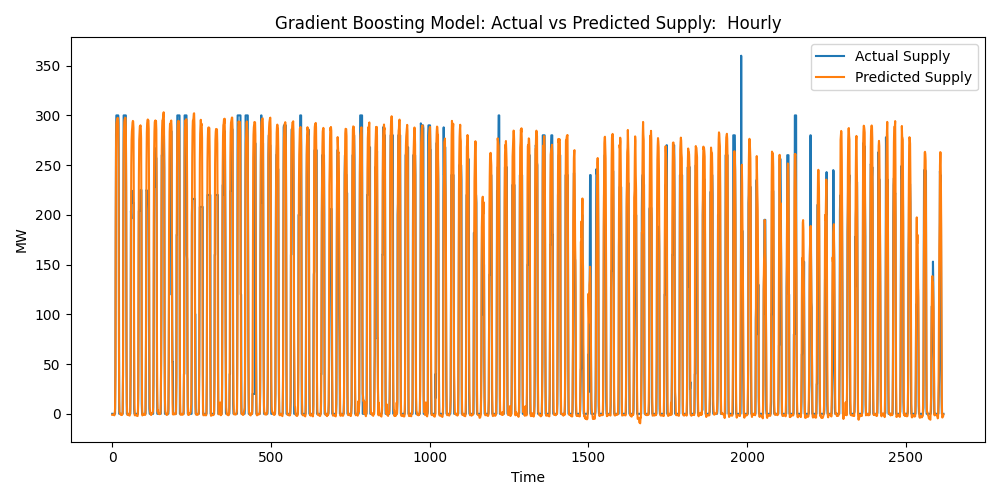 Gradient Boosting Model: Actual vs Predicted Supply:  Hourly
Actual Supply
Predicted Supply
350
300
250
200
150
100
50
0
MW
0 500 1000 1500 2000 2500
Time